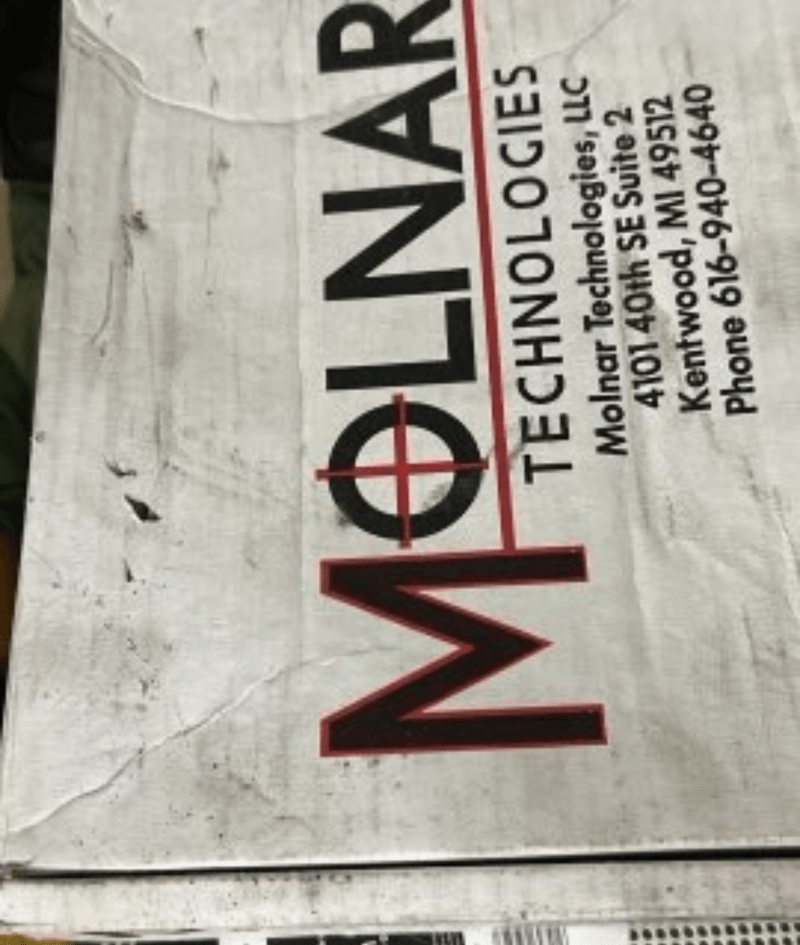 MOLNAR
TECHNOLOGIES
Molnar Technologies, LLC
4101 40th SE Suite 2
Kentwood, MI 49512
Phone 616-940-4640